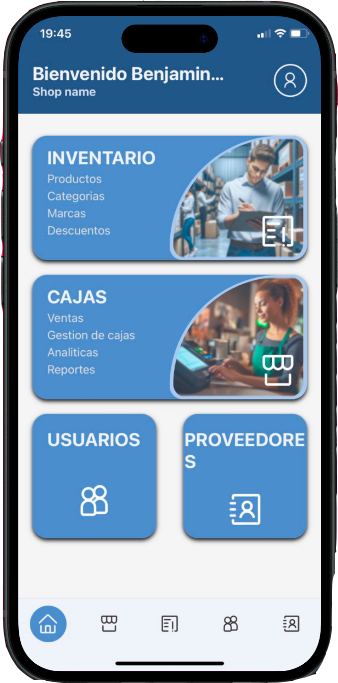 19:45
Bienvenido Benjamin...
Shop name
INVENTARIO
Productos
Categorias
Marcas
Descuentos
CAJAS
Ventas
Gestion de cajas
Analiticas
Reportes
USUARIOS
PROVEEDORE
S